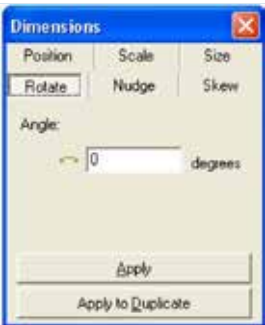 Dimensions
Position Scale Size
Rotate Nudge Skew
Angle:
0 degrees
Apply
Apply to Duplicate